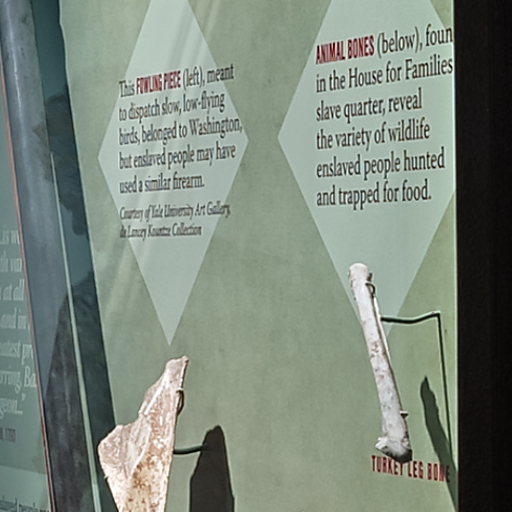 This FOWLING PIECE (left), meant
to dispatch slow, low-flying
birds, belonged to Washington,
but enslaved people may have
used a similar firearm.
Courtesy of Yale University Art Gallery,
de Lancey Kountze Collection
ANIMAL BONES (below), foun
in the House for Families
slave quarter, reveal
the variety of wildlife
enslaved people hunted
and trapped for food.
TURKEY LEG BONE